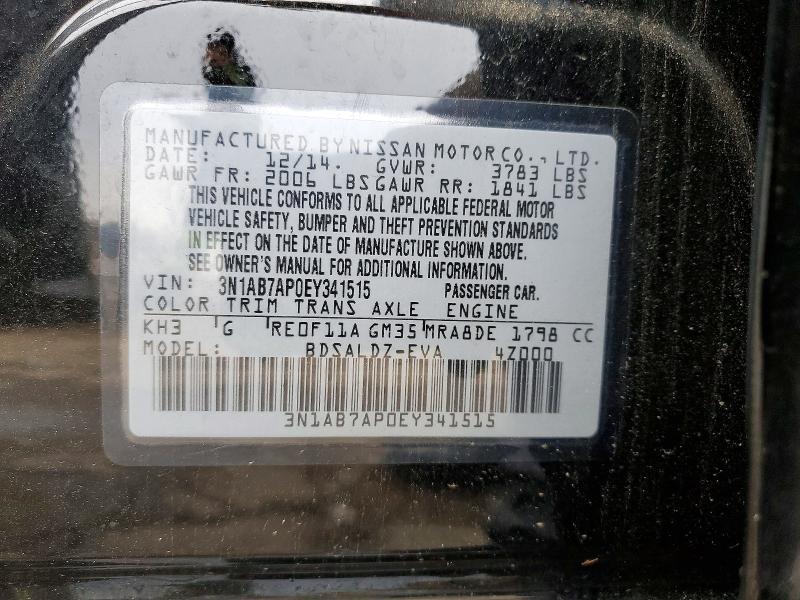 MANUFACTURED BY NISSAN MOTOR CO., LTD.
DATE: 12/14. GVWR: 3783 LBS
GAWR FR: 2006 LBS GAWR RR: 1841 LBS
THIS VEHICLE CONFORMS TO ALL APPLICABLE FEDERAL MOTOR
VEHICLE SAFETY, BUMPER AND THEFT PREVENTION STANDARDS
IN EFFECT ON THE DATE OF MANUFACTURE SHOWN ABOVE.
SEE OWNER'S MANUAL FOR ADDITIONAL INFORMATION.
VIN: 3N1AB7AP0EY341515 PASSENGER CAR.
COLOR TRIM TRANS AXLE ENGINE
KH3 G RE0F11A GM35 MRA8DE 1798 CC
MODEL: BDSALDZ-EVA 4Z000
3N1AB7AP0EY341515